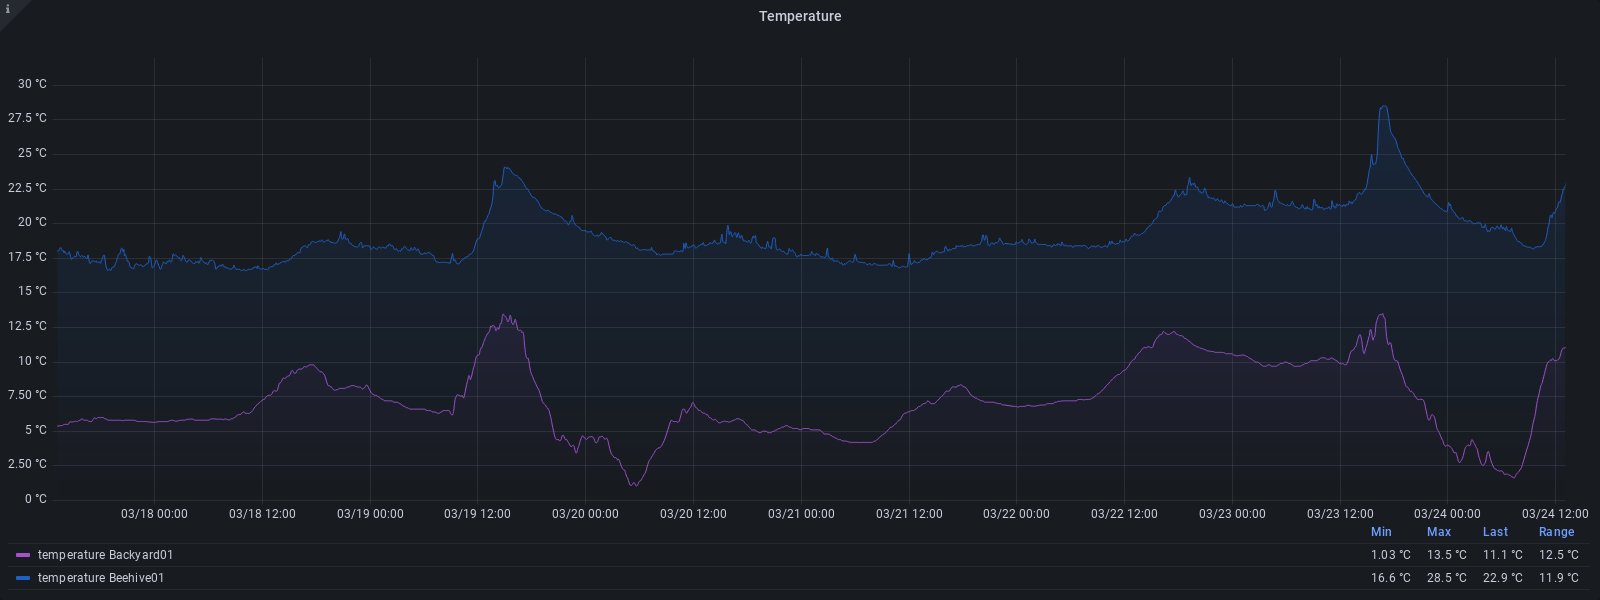 i
Temperature
30 °C
27.5 °C
25 °C
22.5 °C
20 °C
17.5 °C
15 °C
12.5 °C
10 °C
7.50 °C
5 °C
2.50 °C
0 °C
03/18 00:00 03/18 12:00 03/19 00:00 03/19 12:00 03/20 00:00 03/20 12:00 03/21 00:00 03/21 12:00 03/22 00:00 03/22 12:00 03/23 00:00 03/23 12:00 03/24 00:00 03/24 12:00
Min Max Last Range
temperature Backyard01 1.03 °C 13.5 °C 11.1 °C 12.5 °C
temperature Beehive01 16.6 °C 28.5 °C 22.9 °C 11.9 °C